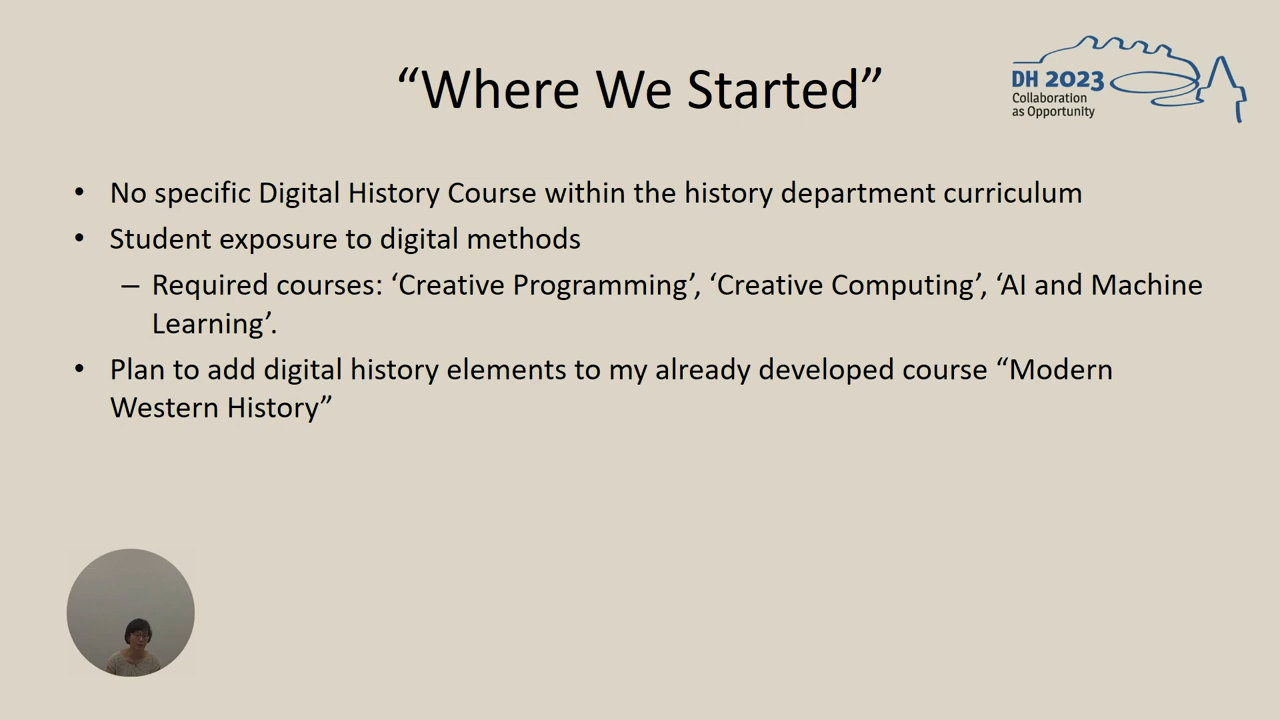 “Where We Started”
DH 2023
Collaboration
as Opportunity
• No specific Digital History Course within the history department curriculum
• Student exposure to digital methods
– Required courses: ‘Creative Programming’, ‘Creative Computing’, ‘AI and Machine
Learning’.
• Plan to add digital history elements to my already developed course “Modern
Western History”